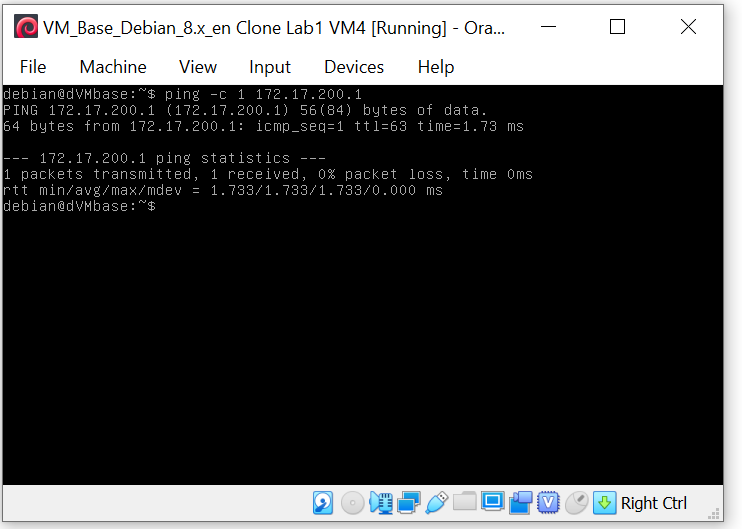 VM_Base_Debian_8.x_en Clone Lab1 VM4 [Running] - Ora...
File Machine View Input Devices Help
debian@dVMbase:~$ ping -c 1 172.17.200.1
PING 172.17.200.1 (172.17.200.1) 56(84) bytes of data.
64 bytes from 172.17.200.1: icmp_seq=1 ttl=63 time=1.73 ms
--- 172.17.200.1 ping statistics ---
1 packets transmitted, 1 received, 0% packet loss, time 0ms
rtt min/avg/max/mdev = 1.733/1.733/1.733/0.000 ms
debian@dVMbase:~$
Right Ctrl